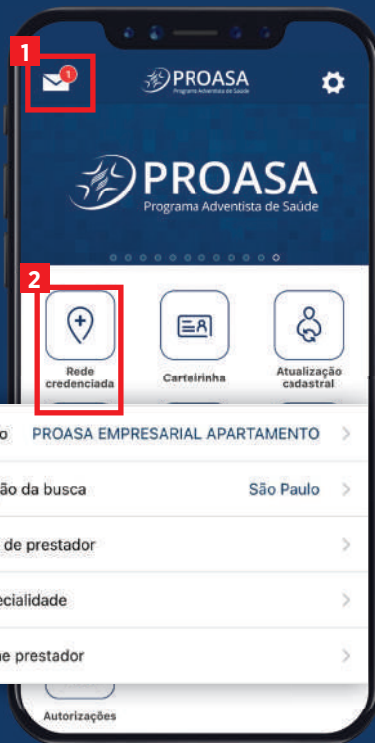 1
1
PROASA
Programa Adventista de Saúde
PROASA
Programa Adventista de Saúde
2
Rede
credenciada
Carteirinha
Atualização
cadastral
o PROASA EMPRESARIAL APARTAMENTO
ão da busca São Paulo
de prestador
ecialidade
e prestador
Autorizações